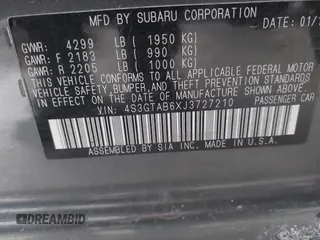 MFD BY SUBARU CORPORATION
DATE: 01/
GVWR: 4299 LB ( 1950 KG)
GAWR: F 2183 LB ( 990 KG)
GAWR: R 2205 LB ( 1000 KG)
THIS VEHICLE CONFORMS TO ALL APPLICABLE FEDERAL MOTOR
VEHICLE SAFETY, BUMPER, AND THEFT PREVENTION STANDARDS
IN EFFECT ON THE DATE OF MANUFACTURE SHOWN ABOVE.
V.IN: 4S3GTAB6XJ3727210 PASSENGER CAR
ASSEMBLED BY SIA INC. MADE IN U.S.A
DREAMBID